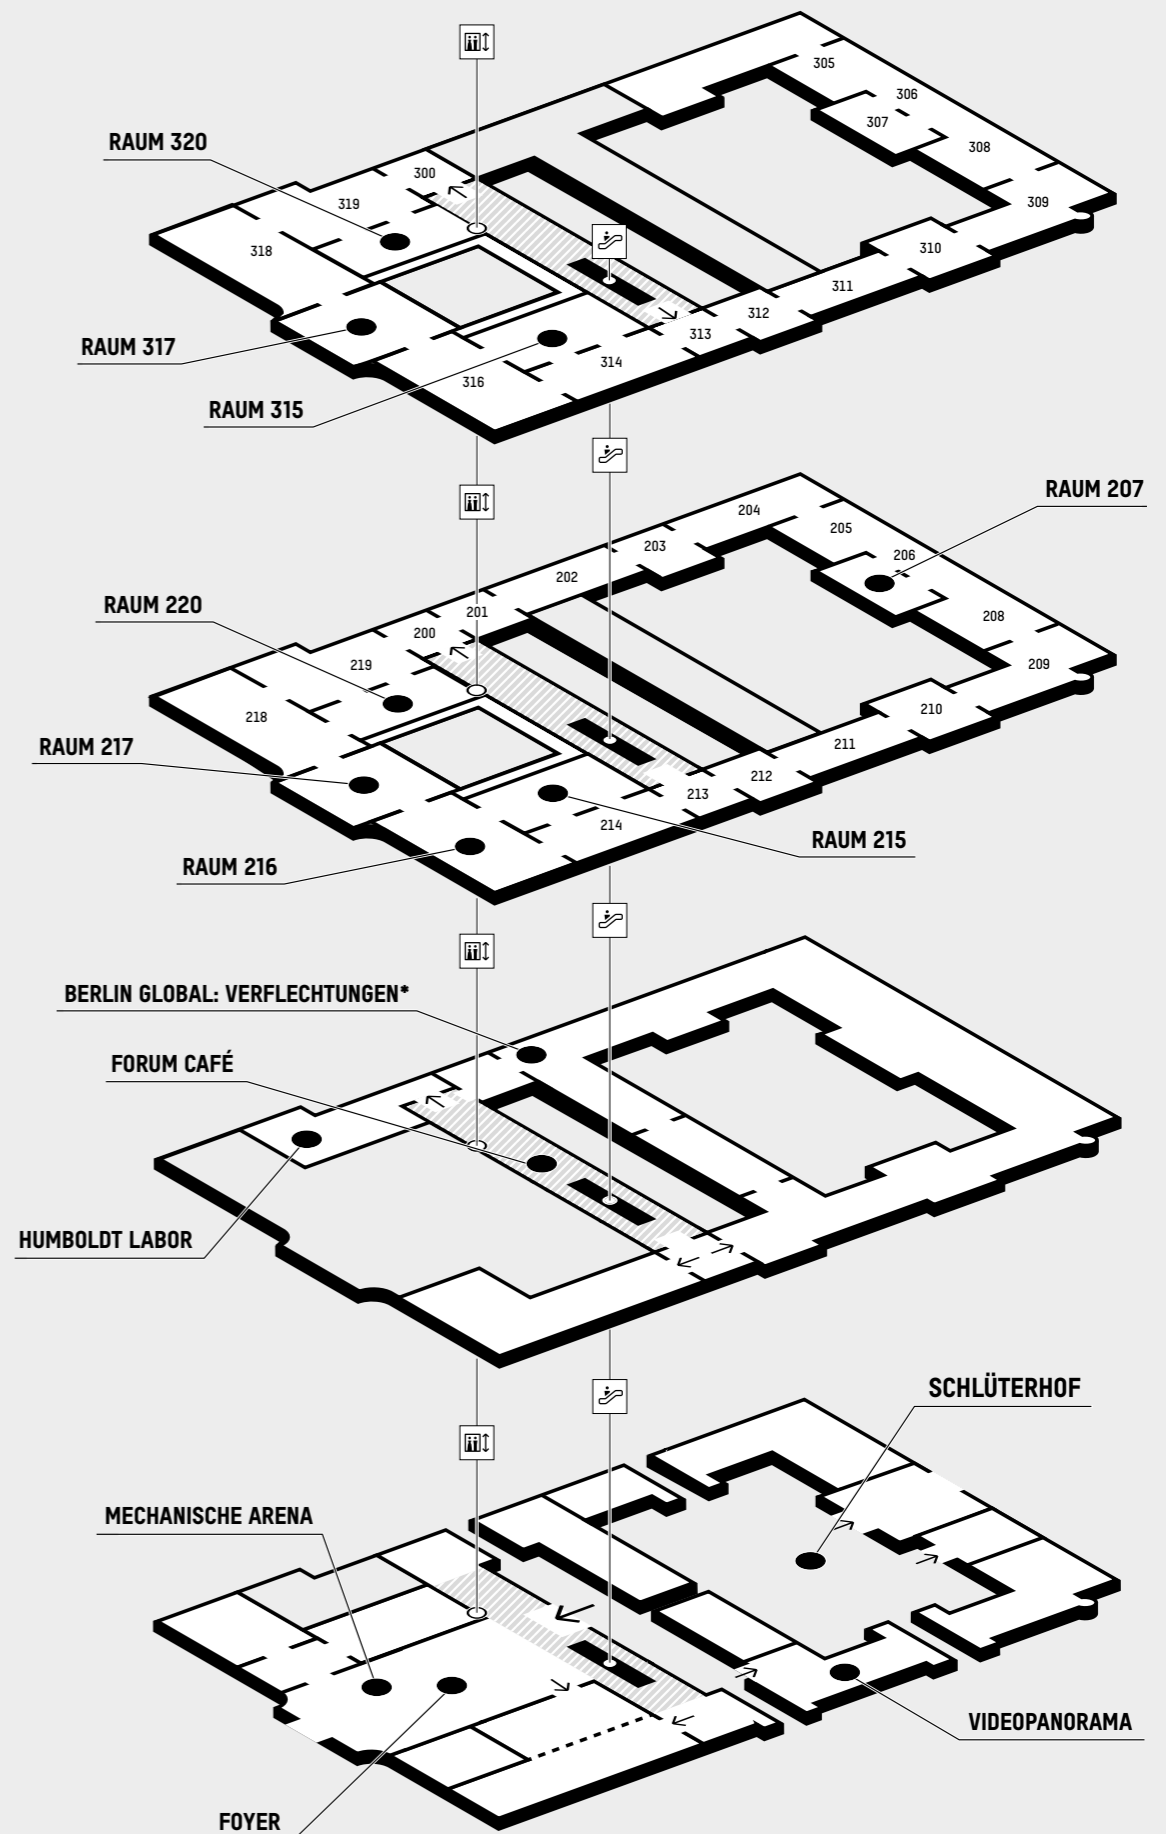 305
306
307
308
RAUM 320
300
319
309
318
310
311
312
RAUM 317
313
314
316
RAUM 315
RAUM 207
204
205
203
206
202
RAUM 220
201
208
200
219
209
218
210
RAUM 217
211
212
213
214
RAUM 215
RAUM 216
BERLIN GLOBAL: VERFLECHTUNGEN*
FORUM CAFÉ
HUMBOLDT LABOR
SCHLÜTERHOF
MECHANISCHE ARENA
VIDEOPANORAMA
FOYER